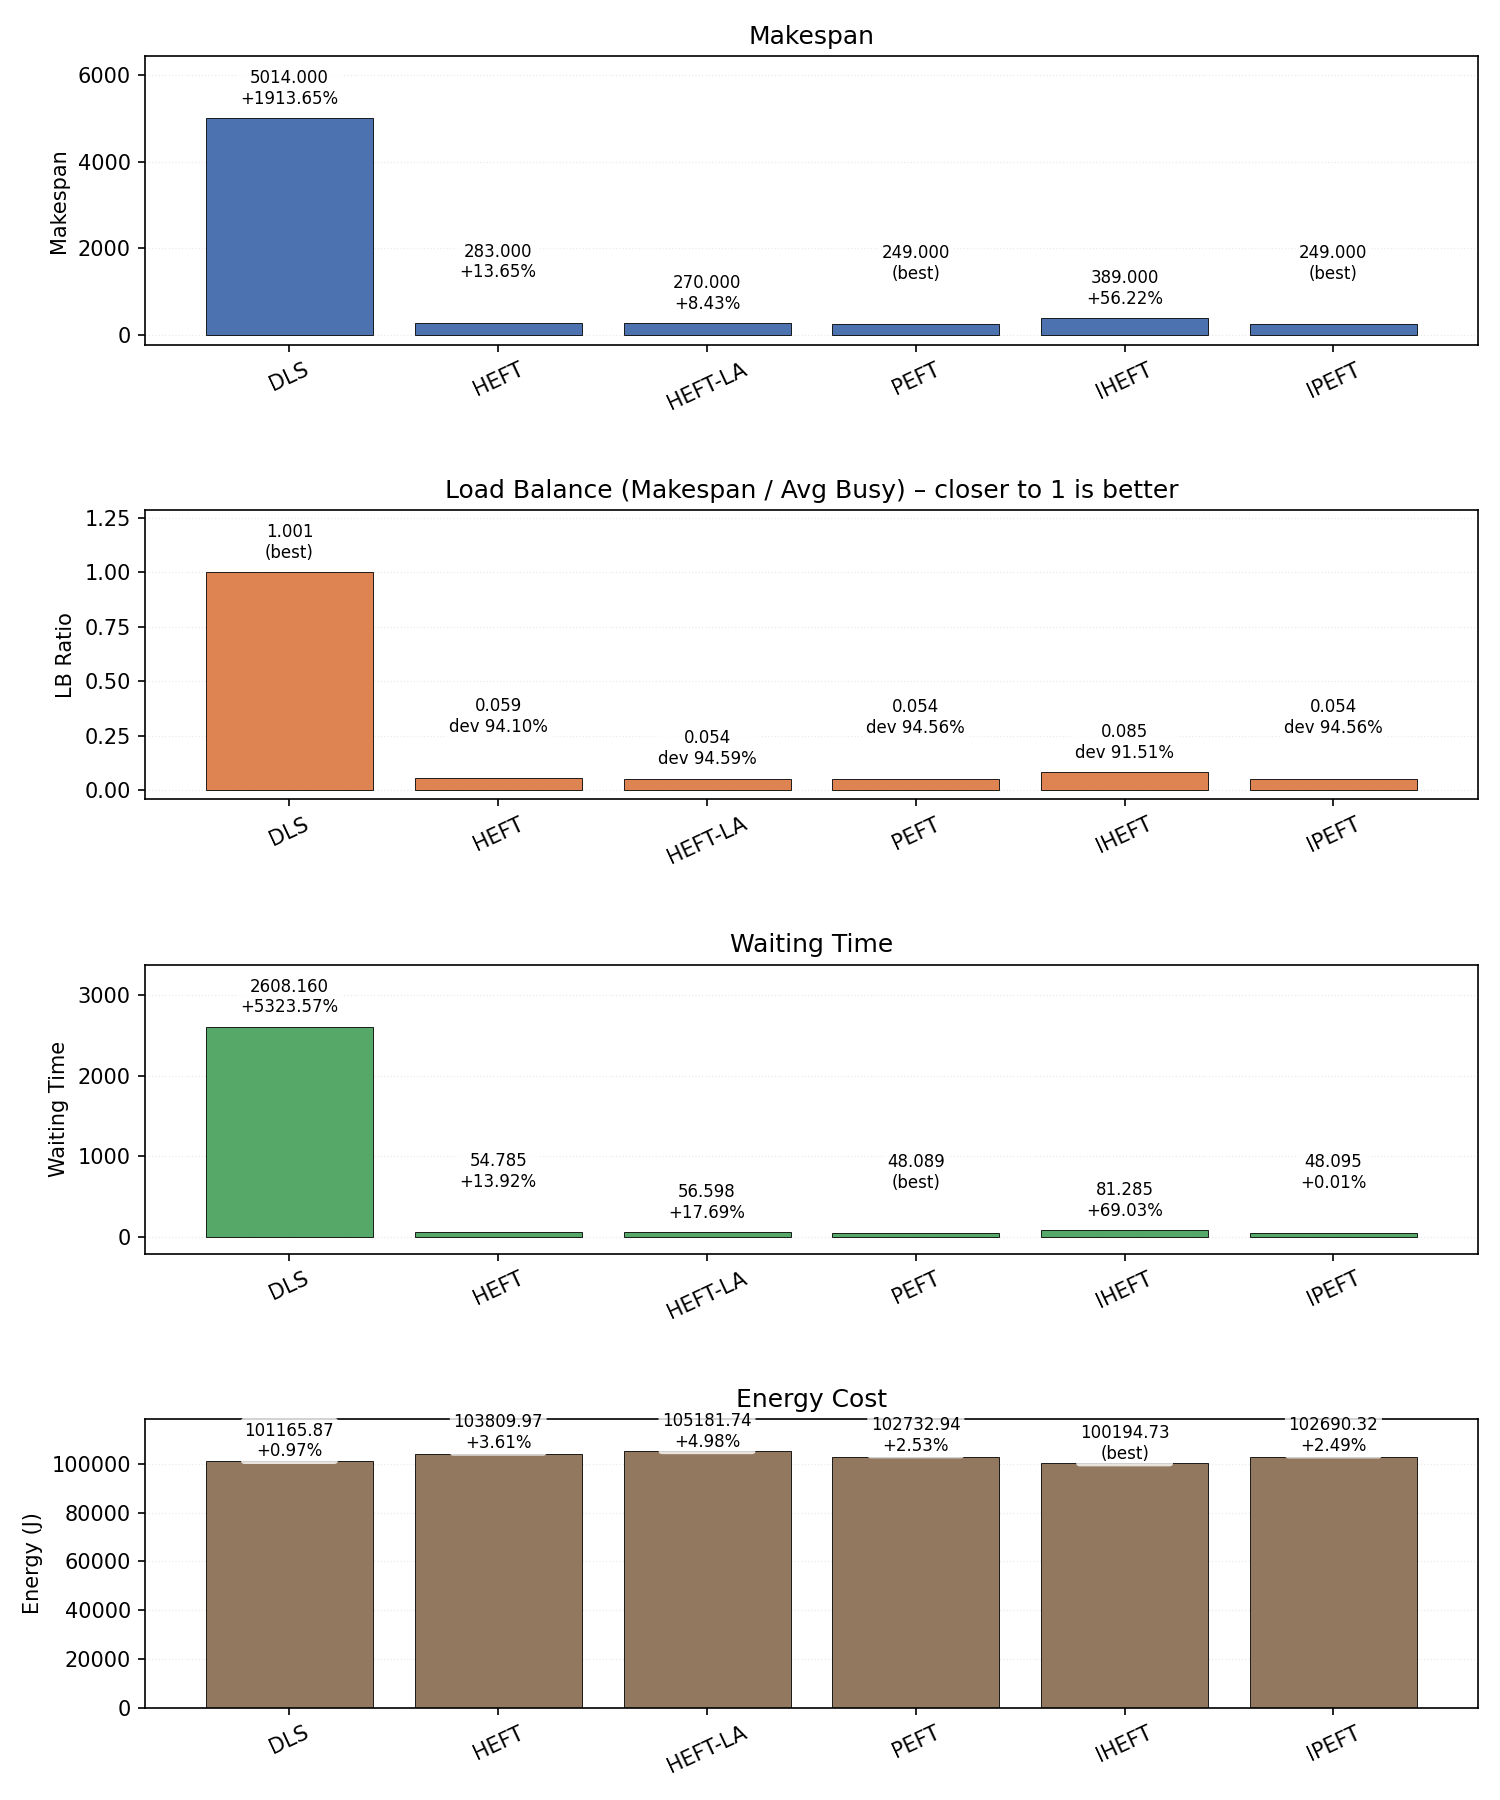 Makespan
Makespan
6000
4000
2000
0
5014.000
+1913.65%
283.000
+13.65%
270.000
+8.43%
249.000
(best)
389.000
+56.22%
249.000
(best)
DLS
HEFT
HEFT-LA
PEFT
IHEFT
IPEFT
Load Balance (Makespan / Avg Busy) – closer to 1 is better
LB Ratio
1.25
1.00
0.75
0.50
0.25
0.00
1.001
(best)
0.059
dev 94.10%
0.054
dev 94.59%
0.054
dev 94.56%
0.085
dev 91.51%
0.054
dev 94.56%
DLS
HEFT
HEFT-LA
PEFT
IHEFT
IPEFT
Waiting Time
Waiting Time
3000
2000
1000
0
2608.160
+5323.57%
54.785
+13.92%
56.598
+17.69%
48.089
(best)
81.285
+69.03%
48.095
+0.01%
DLS
HEFT
HEFT-LA
PEFT
IHEFT
IPEFT
Energy Cost
Energy (J)
100000
80000
60000
40000
20000
0
101165.87
+0.97%
103809.97
+3.61%
105181.74
+4.98%
102732.94
+2.53%
100194.73
(best)
102690.32
+2.49%
DLS
HEFT
HEFT-LA
PEFT
IHEFT
IPEFT